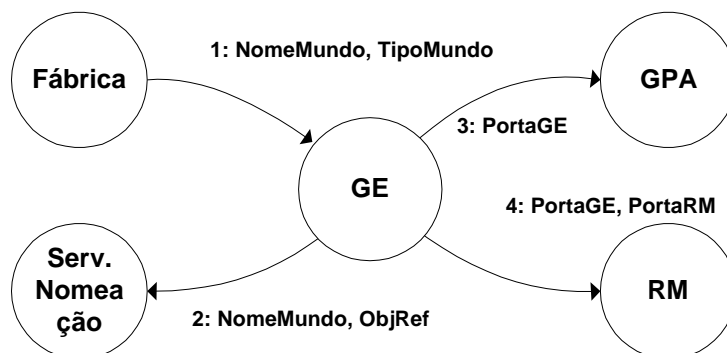 1: NomeMundo, TipoMundo
Fábrica
GPA
3: PortaGE
GE
4: PortaGE, PortaRM
Serv.
Nomea
ção
RM
2: NomeMundo, ObjRef